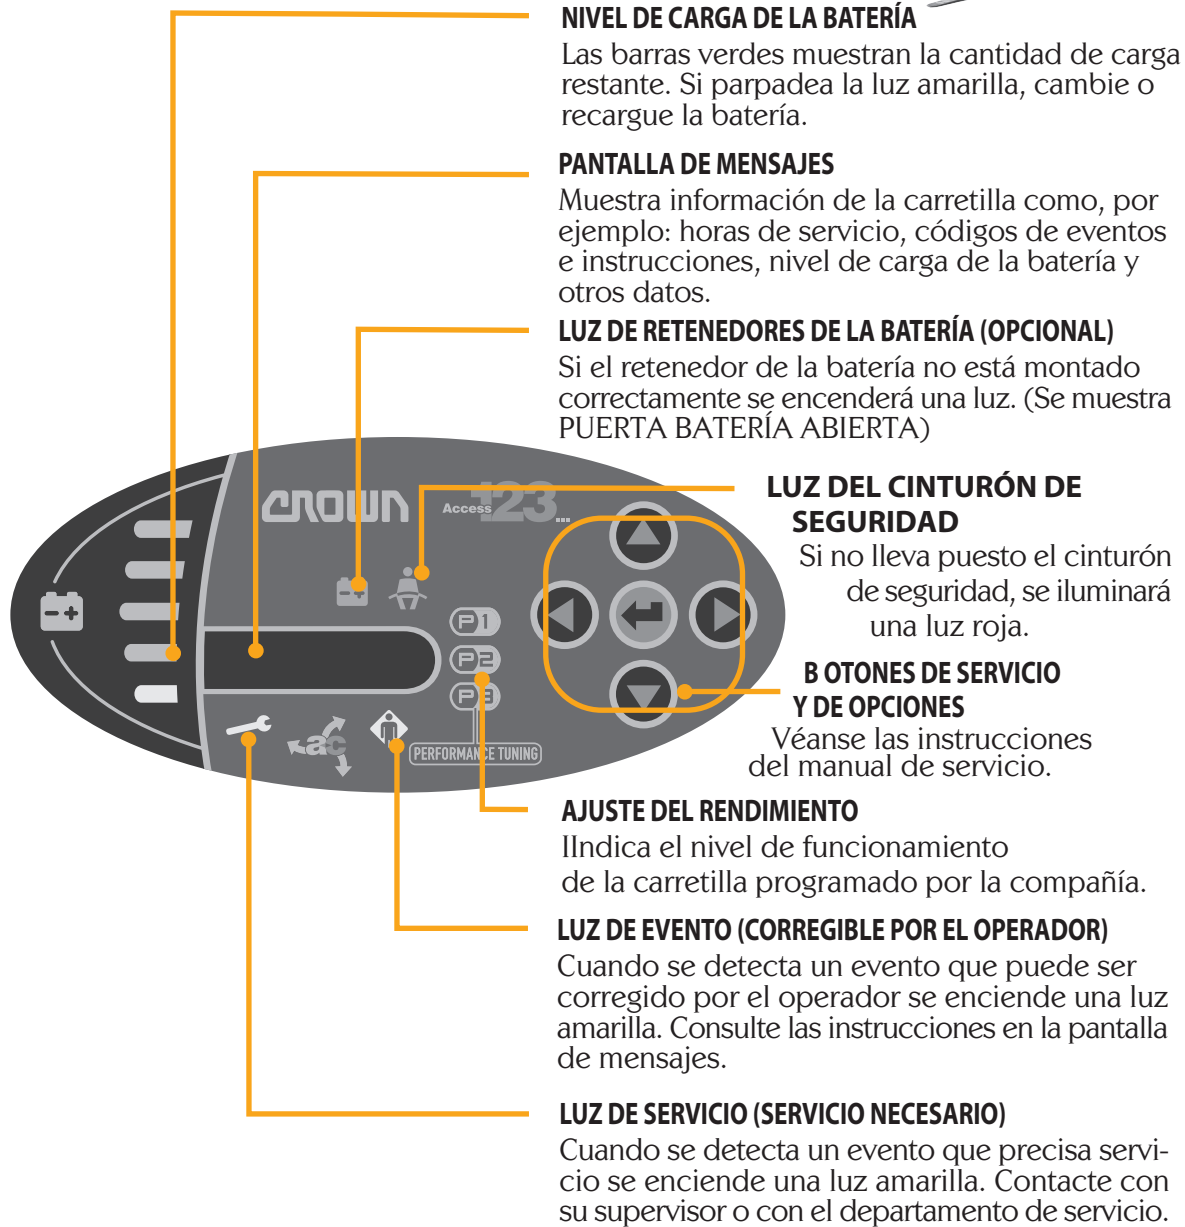 NIVEL DE CARGA DE LA BATERÍA
Las barras verdes muestran la cantidad de carga
restante. Si parpadea la luz amarilla, cambie o
recargue la batería.
PANTALLA DE MENSAJES
Muestra información de la carretilla como, por
ejemplo: horas de servicio, códigos de eventos
e instrucciones, nivel de carga de la batería y
otros datos.
LUZ DE RETENEDORES DE LA BATERÍA (OPCIONAL)
Si el retenedor de la batería no está montado
correctamente se encenderá una luz. (Se muestra
PUERTA BATERÍA ABIERTA)
CROWN
Access 123...
LUZ DEL CINTURÓN DE
SEGURIDAD
Si no lleva puesto el cinturón
de seguridad, se iluminará
una luz roja.
P1
P2
P3
ac
PERFORMANCE TUNING
B OTONES DE SERVICIO
Y DE OPCIONES
Véanse las instrucciones
del manual de servicio.
AJUSTE DEL RENDIMIENTO
IIndica el nivel de funcionamiento
de la carretilla programado por la compañía.
LUZ DE EVENTO (CORREGIBLE POR EL OPERADOR)
Cuando se detecta un evento que puede ser
corregido por el operador se enciende una luz
amarilla. Consulte las instrucciones en la pantalla
de mensajes.
LUZ DE SERVICIO (SERVICIO NECESARIO)
Cuando se detecta un evento que precisa servi-
cio se enciende una luz amarilla. Contacte con
su supervisor o con el departamento de servicio.